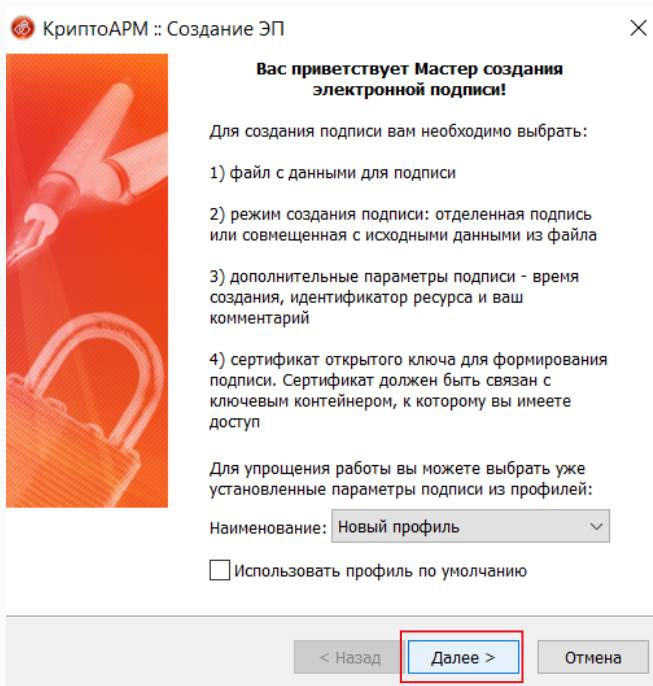 КриптоАРМ :: Создание ЭП
Вас приветствует Мастер создания
электронной подписи!
Для создания подписи вам необходимо выбрать:
1) файл с данными для подписи
2) режим создания подписи: отделенная подпись
или совмещенная с исходными данными из файла
3) дополнительные параметры подписи - время
создания, идентификатор ресурса и ваш
комментарий
4) сертификат открытого ключа для формирования
подписи. Сертификат должен быть связан с
ключевым контейнером, к которому вы имеете
доступ
Для упрощения работы вы можете выбрать уже
установленные параметры подписи из профилей:
Наименование: Новый профиль
Использовать профиль по умолчанию
< Назад Далее > Отмена